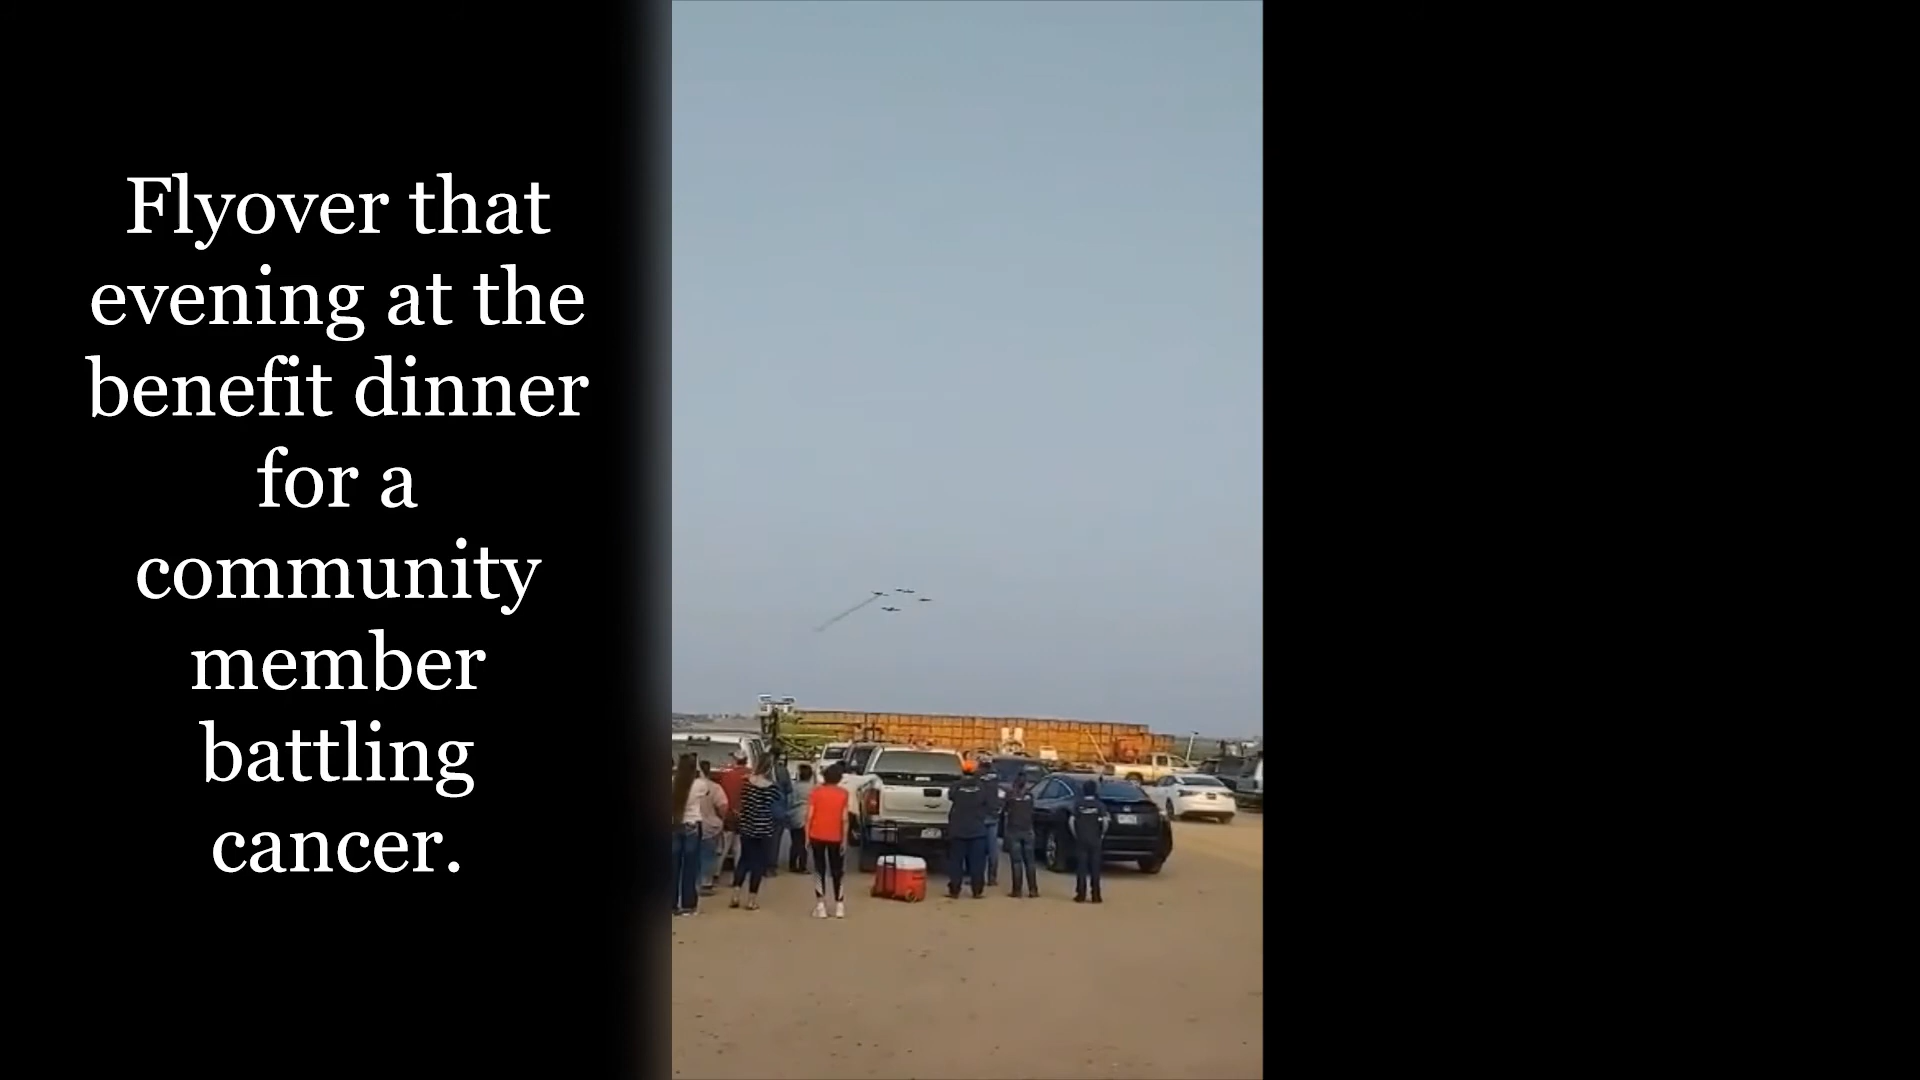 Flyover that
evening at the
benefit dinner
for a
community
member
battling
cancer.